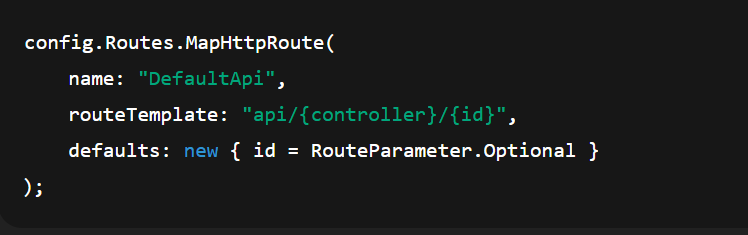 config.Routes.MapHttpRoute(
    name: "DefaultApi",
    routeTemplate: "api/{controller}/{id}",
    defaults: new { id = RouteParameter.Optional }
);